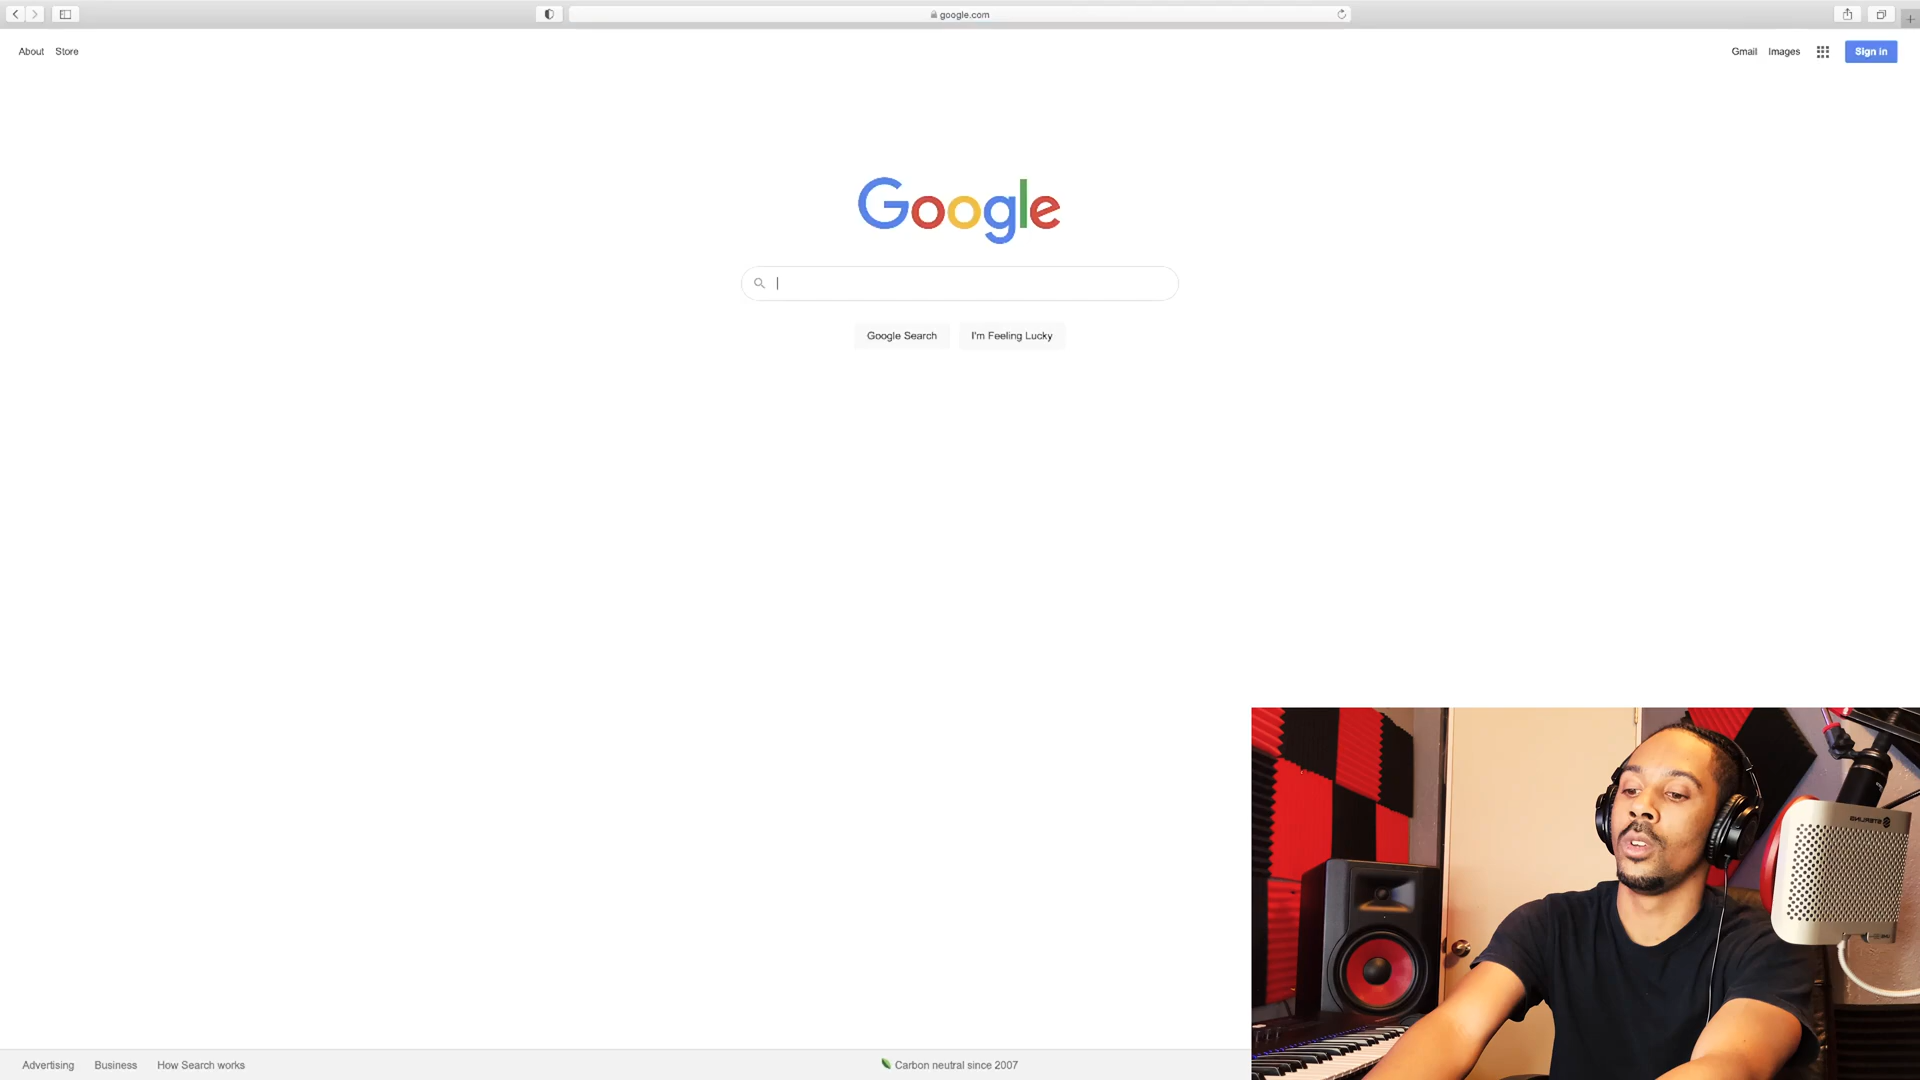 google.com
About Store
Gmail Images Sign in
Google
Google Search I'm Feeling Lucky
STERLING
Advertising Business How Search works
Carbon neutral since 2007